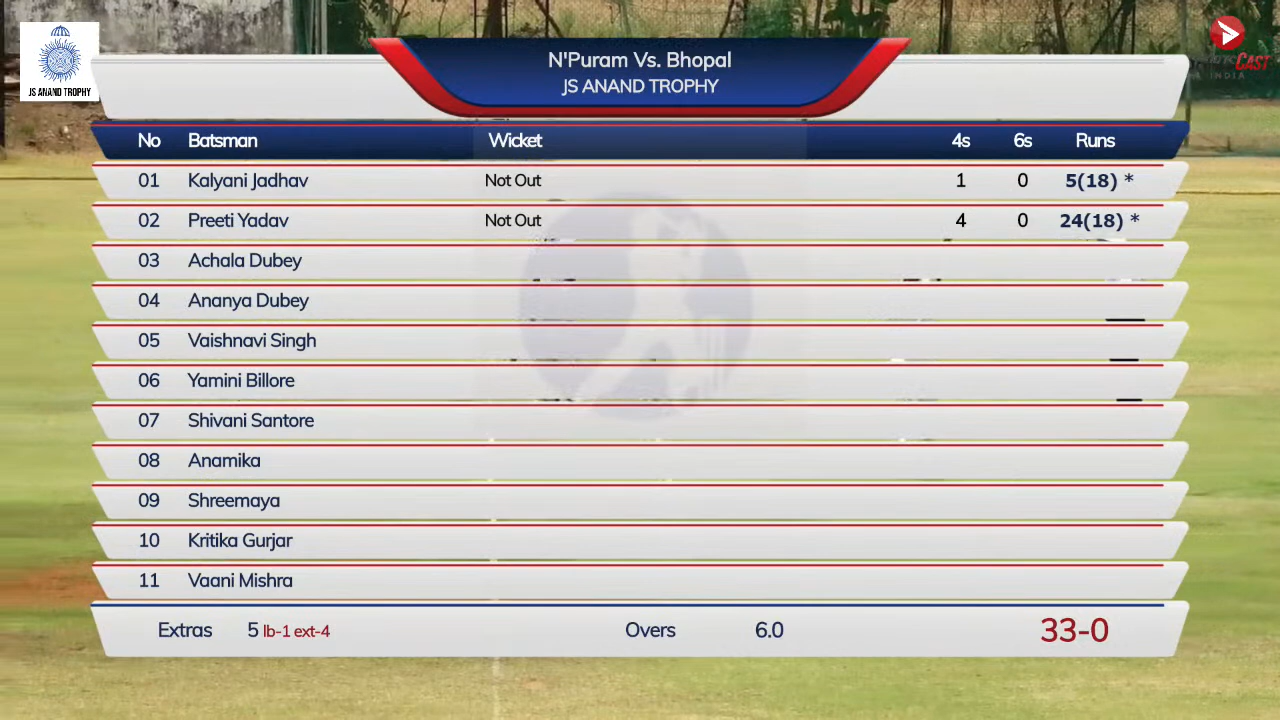 JS ANAND TROPHY
N'Puram Vs. Bhopal
JS ANAND TROPHY
CAST
INDIA
No Batsman Wicket 4s 6s Runs
01 Kalyani Jadhav Not Out 1 0 5(18) *
02 Preeti Yadav Not Out 4 0 24(18) *
03 Achala Dubey
04 Ananya Dubey
05 Vaishnavi Singh
06 Yamini Billore
07 Shivani Santore
08 Anamika
09 Shreemaya
10 Kritika Gurjar
11 Vaani Mishra
Extras 5 lb-1 ext-4 Overs 6.0 33-0